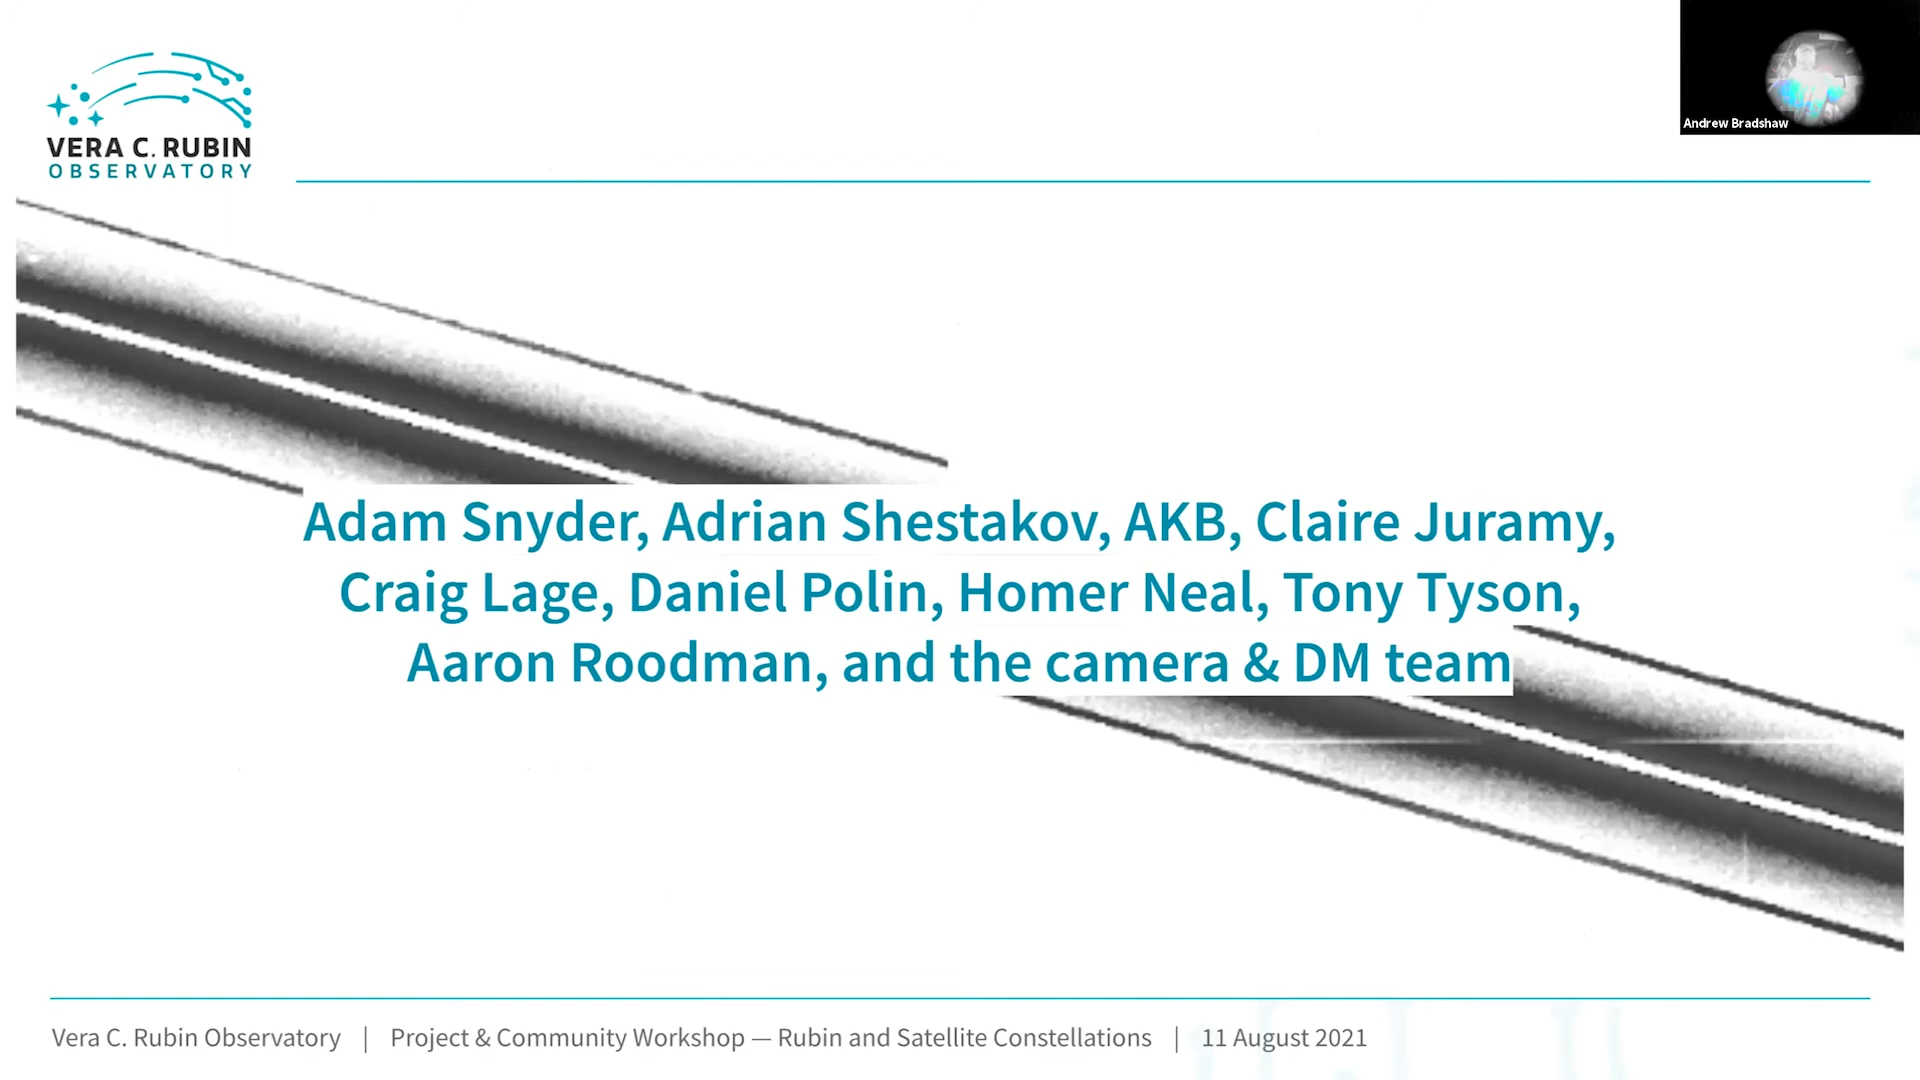 VERA C. RUBIN
OBSERVATORY
Andrew Bradshaw
Adam Snyder, Adrian Shestakov, AKB, Claire Juramy,
Craig Lage, Daniel Polin, Homer Neal, Tony Tyson,
Aaron Roodman, and the camera & DM team
Vera C. Rubin Observatory | Project & Community Workshop — Rubin and Satellite Constellations | 11 August 2021